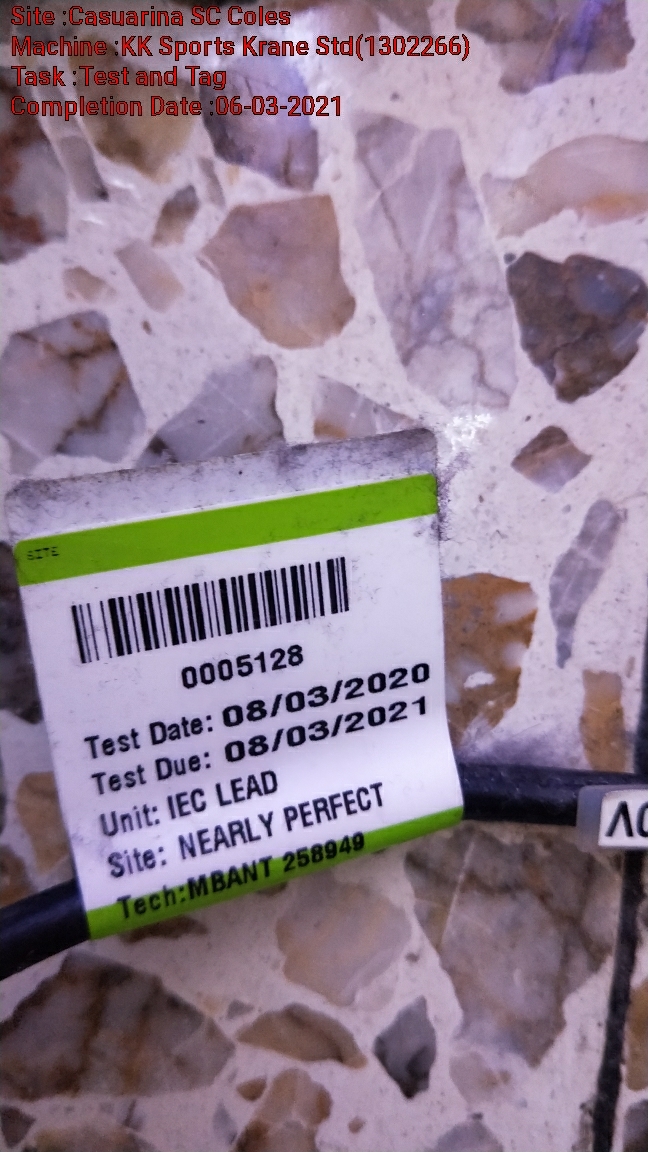 Site :Casuarina SC Coles
Machine :KK Sports Krane Std(1302266)
Task :Test and Tag
Completion Date :06-03-2021
SITE
0005128
Test Date: 08/03/2020
Test Due: 08/03/2021
Unit: IEC LEAD
Site: NEARLY PERFECT
Tech:MBANT 258949